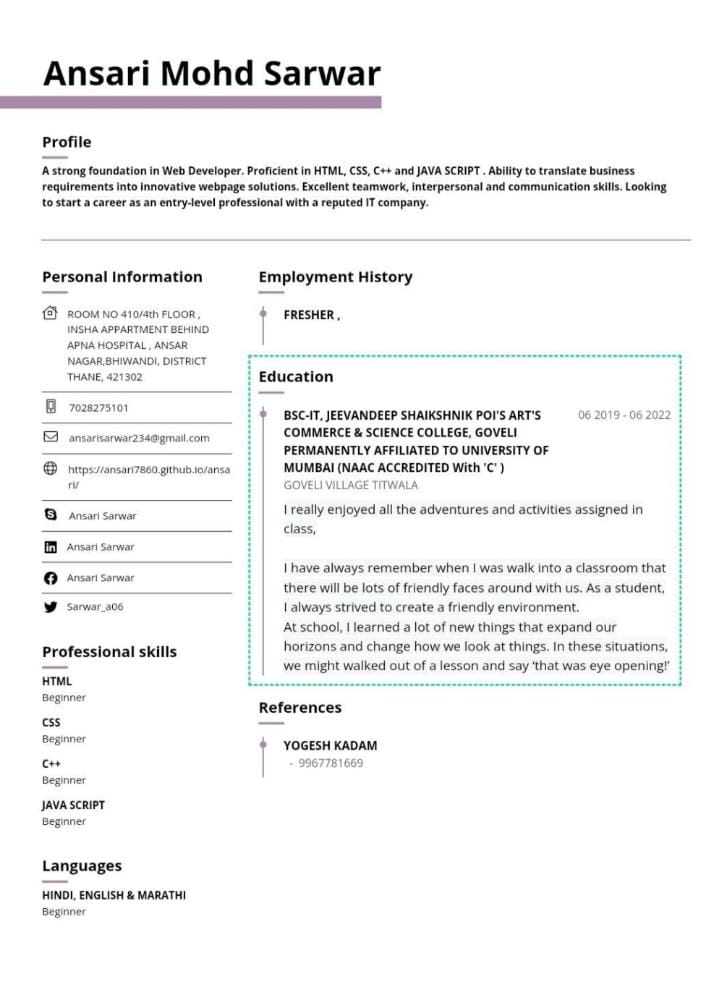 Ansari Mohd Sarwar
Profile
A strong foundation in Web Developer. Proficient in HTML, CSS, C++ and JAVA SCRIPT . Ability to translate business
requirements into innovative webpage solutions. Excellent teamwork, interpersonal and communication skills. Looking
to start a career as an entry-level professional with a reputed IT company.
Personal Information
ROOM NO 410/4th FLOOR ,
INSHA APPARTMENT BEHIND
APNA HOSPITAL , ANSAR
NAGAR,BHIWANDI, DISTRICT
THANE, 421302
7028275101
ansarisarwar234@gmail.com
https://ansari7860.github.io/ansa
ri/
Ansari Sarwar
Ansari Sarwar
Ansari Sarwar
Sarwar_a06
Professional skills
HTML
Beginner
CSS
Beginner
C++
Beginner
JAVA SCRIPT
Beginner
Languages
HINDI, ENGLISH & MARATHI
Beginner
Employment History
FRESHER ,
Education
BSC-IT, JEEVANDEEP SHAIKSHNIK POI'S ART'S 06 2019 - 06 2022
COMMERCE & SCIENCE COLLEGE, GOVELI
PERMANENTLY AFFILIATED TO UNIVERSITY OF
MUMBAI (NAAC ACCREDITED With 'C' )
GOVELI VILLAGE TITWALA
I really enjoyed all the adventures and activities assigned in
class,
I have always remember when I was walk into a classroom that
there will be lots of friendly faces around with us. As a student,
I always strived to create a friendly environment.
At school, I learned a lot of new things that expand our
horizons and change how we look at things. In these situations,
we might walked out of a lesson and say ‘that was eye opening!’
References
YOGESH KADAM
- 9967781669